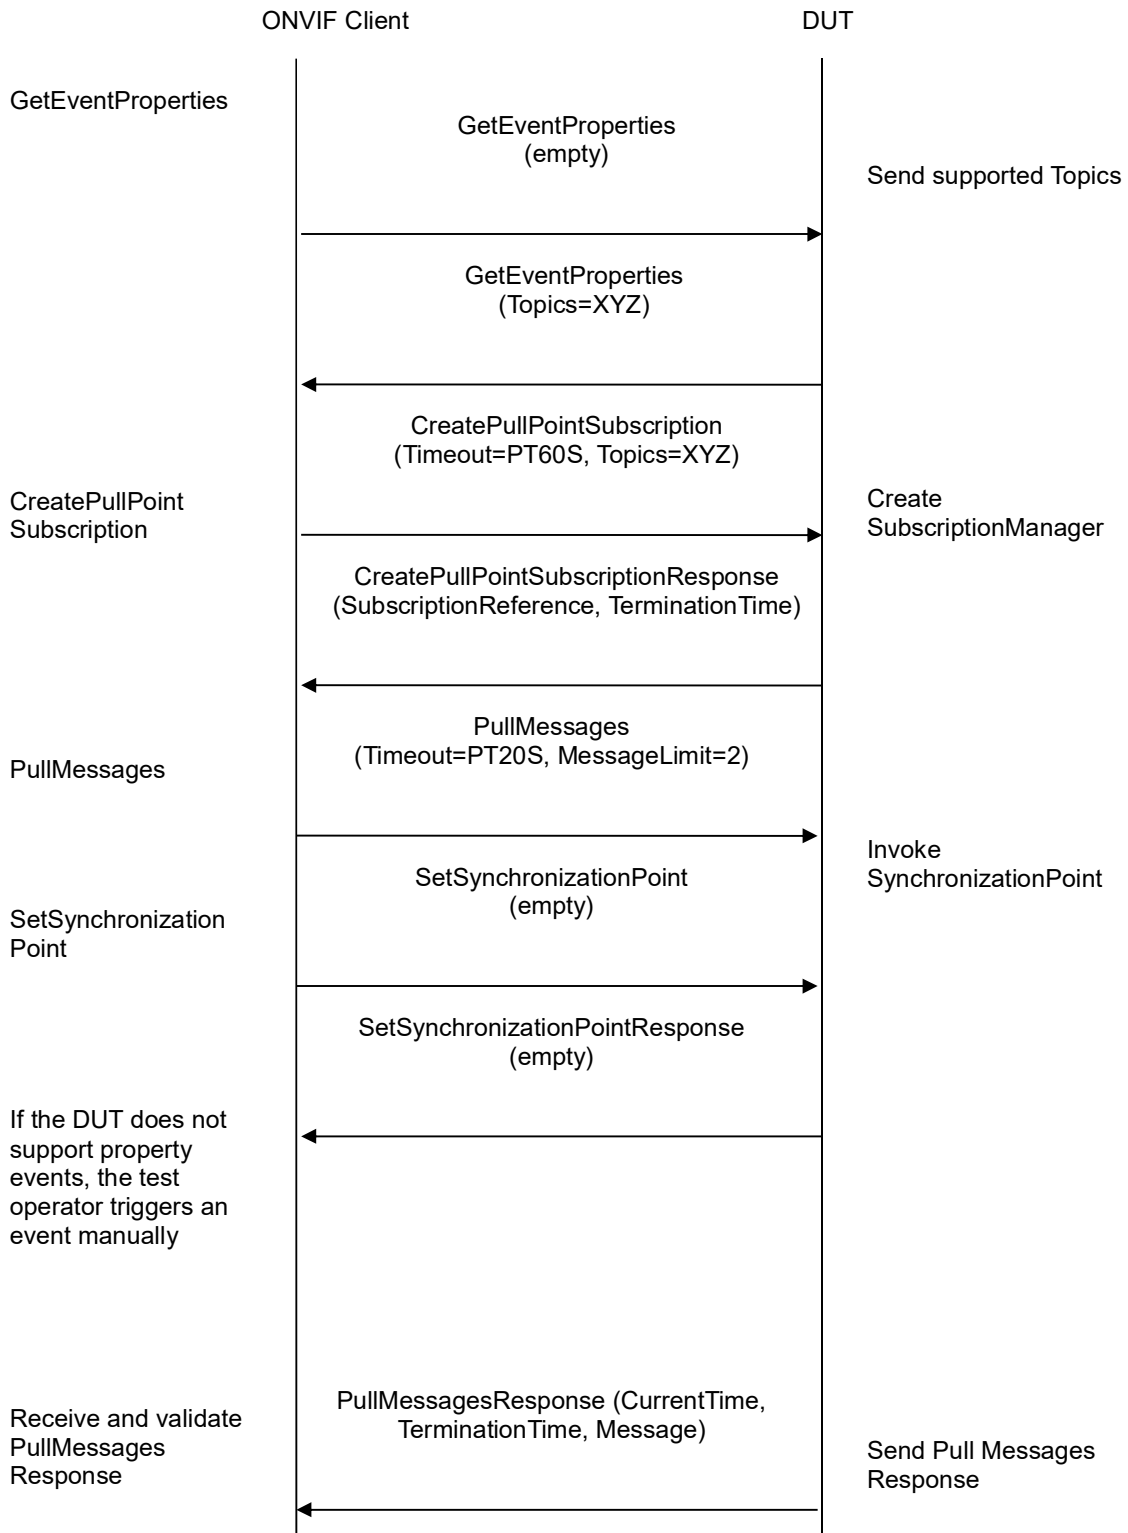 ONVIF Client
DUT
GetEventProperties
GetEventProperties
(empty)
Send supported Topics
GetEventProperties
(Topics=XYZ)
CreatePullPointSubscription
(Timeout=PT60S, Topics=XYZ)
CreatePullPoint
Subscription
Create
SubscriptionManager
CreatePullPointSubscriptionResponse
(SubscriptionReference, TerminationTime)
PullMessages
(Timeout=PT20S, MessageLimit=2)
PullMessages
Invoke
SynchronizationPoint
SetSynchronizationPoint
(empty)
SetSynchronization
Point
SetSynchronizationPointResponse
(empty)
If the DUT does not
support property
events, the test
operator triggers an
event manually
PullMessagesResponse (CurrentTime,
TerminationTime, Message)
Receive and validate
PullMessages
Response
Send Pull Messages
Response